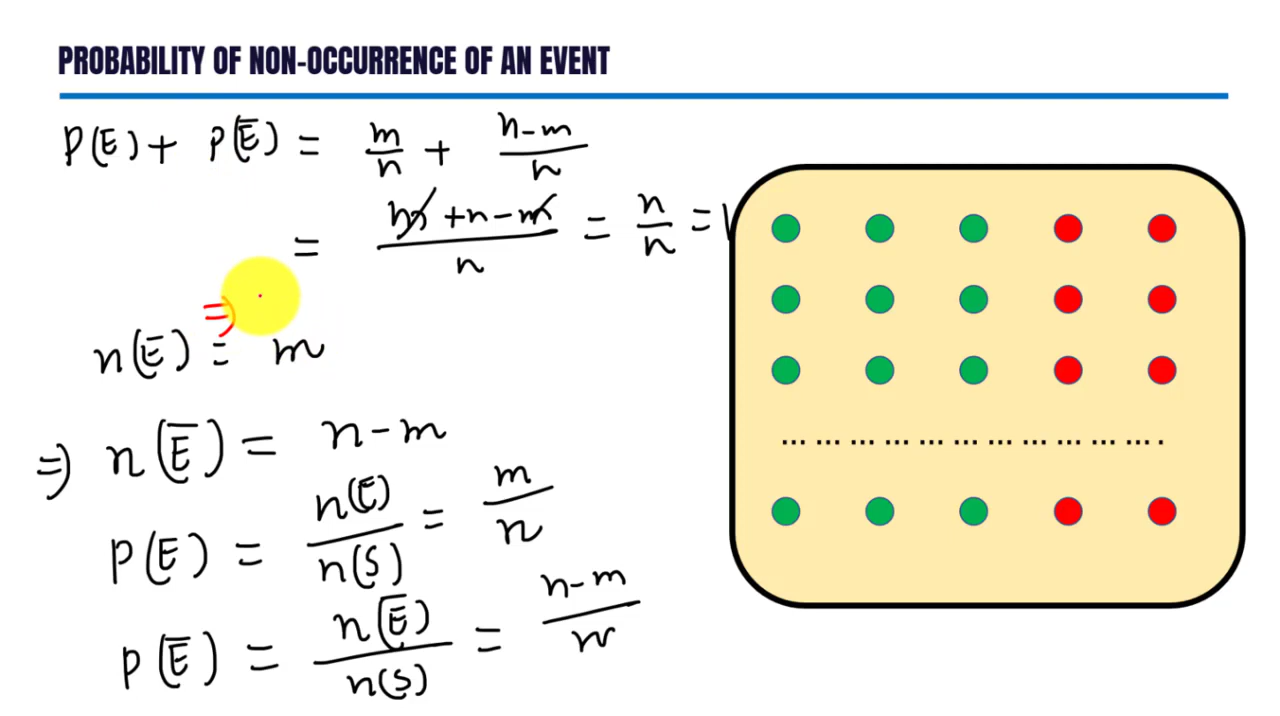 PROBABILITY OF NON-OCCURRENCE OF AN EVENT
P(E) + P(E̅) = m/n + n-m/n
= m+n-m/n = n/n = 1
⇒
n(E) = m
⇒ n(E̅) = n-m
P(E) = n(E)/n(S) = m/n
P(E̅) = n(E̅)/n(S) = n-m/n
... ... ... ... ... ... ... ... ... ... ... .